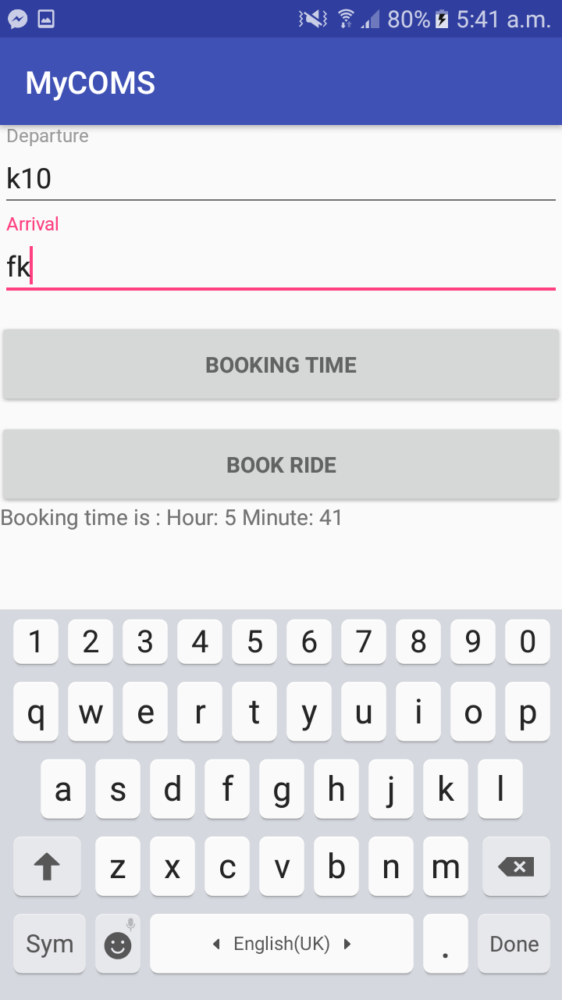 80% 5:41 a.m.
MyCOMS
Departure
k10
Arrival
fk
BOOKING TIME
BOOK RIDE
Booking time is : Hour: 5 Minute: 41
1 2 3 4 5 6 7 8 9 0
q w e r t y u i o p
a s d f g h j k l
z x c v b n m
Sym English(UK) . Done